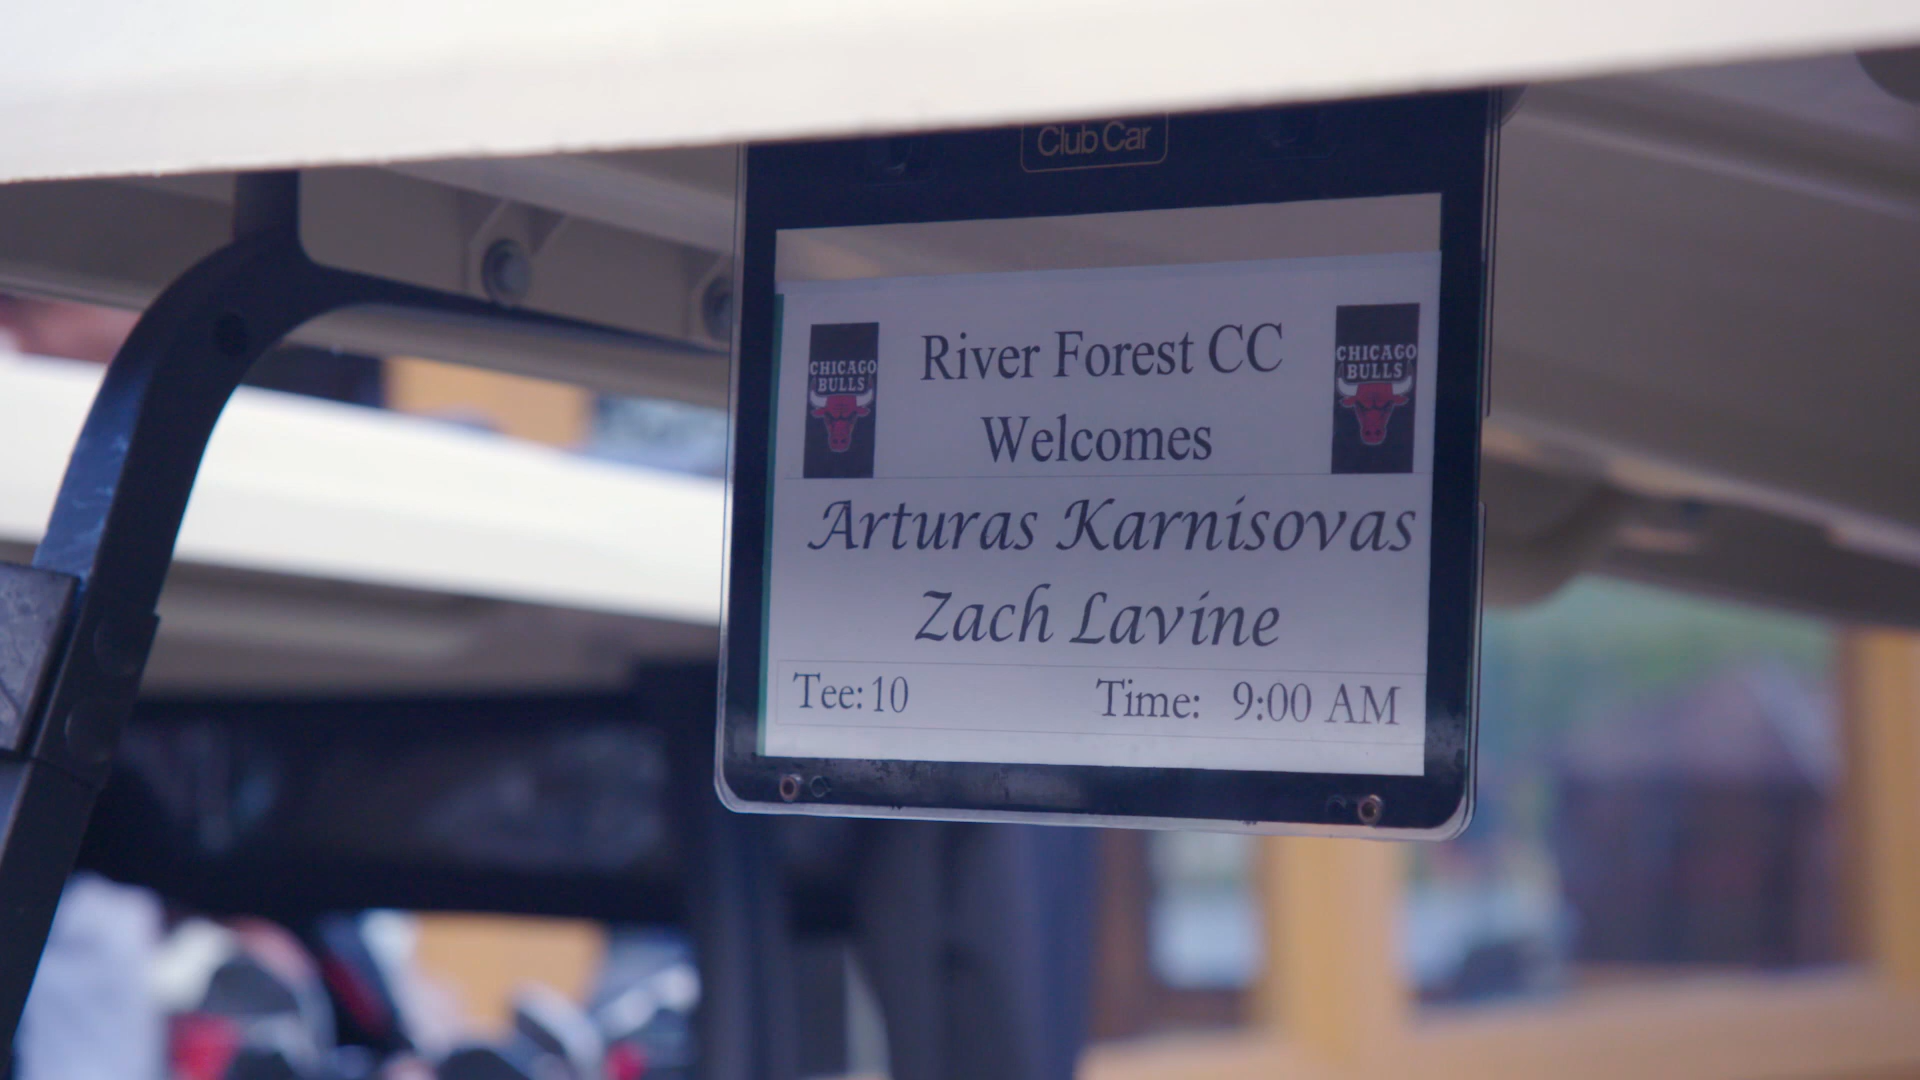 Club Car
River Forest CC
Welcomes
CHICAGO
BULLS
CHICAGO
BULLS
Arturas Karnisovas
Zach Lavine
Tee: 10 Time: 9:00 AM